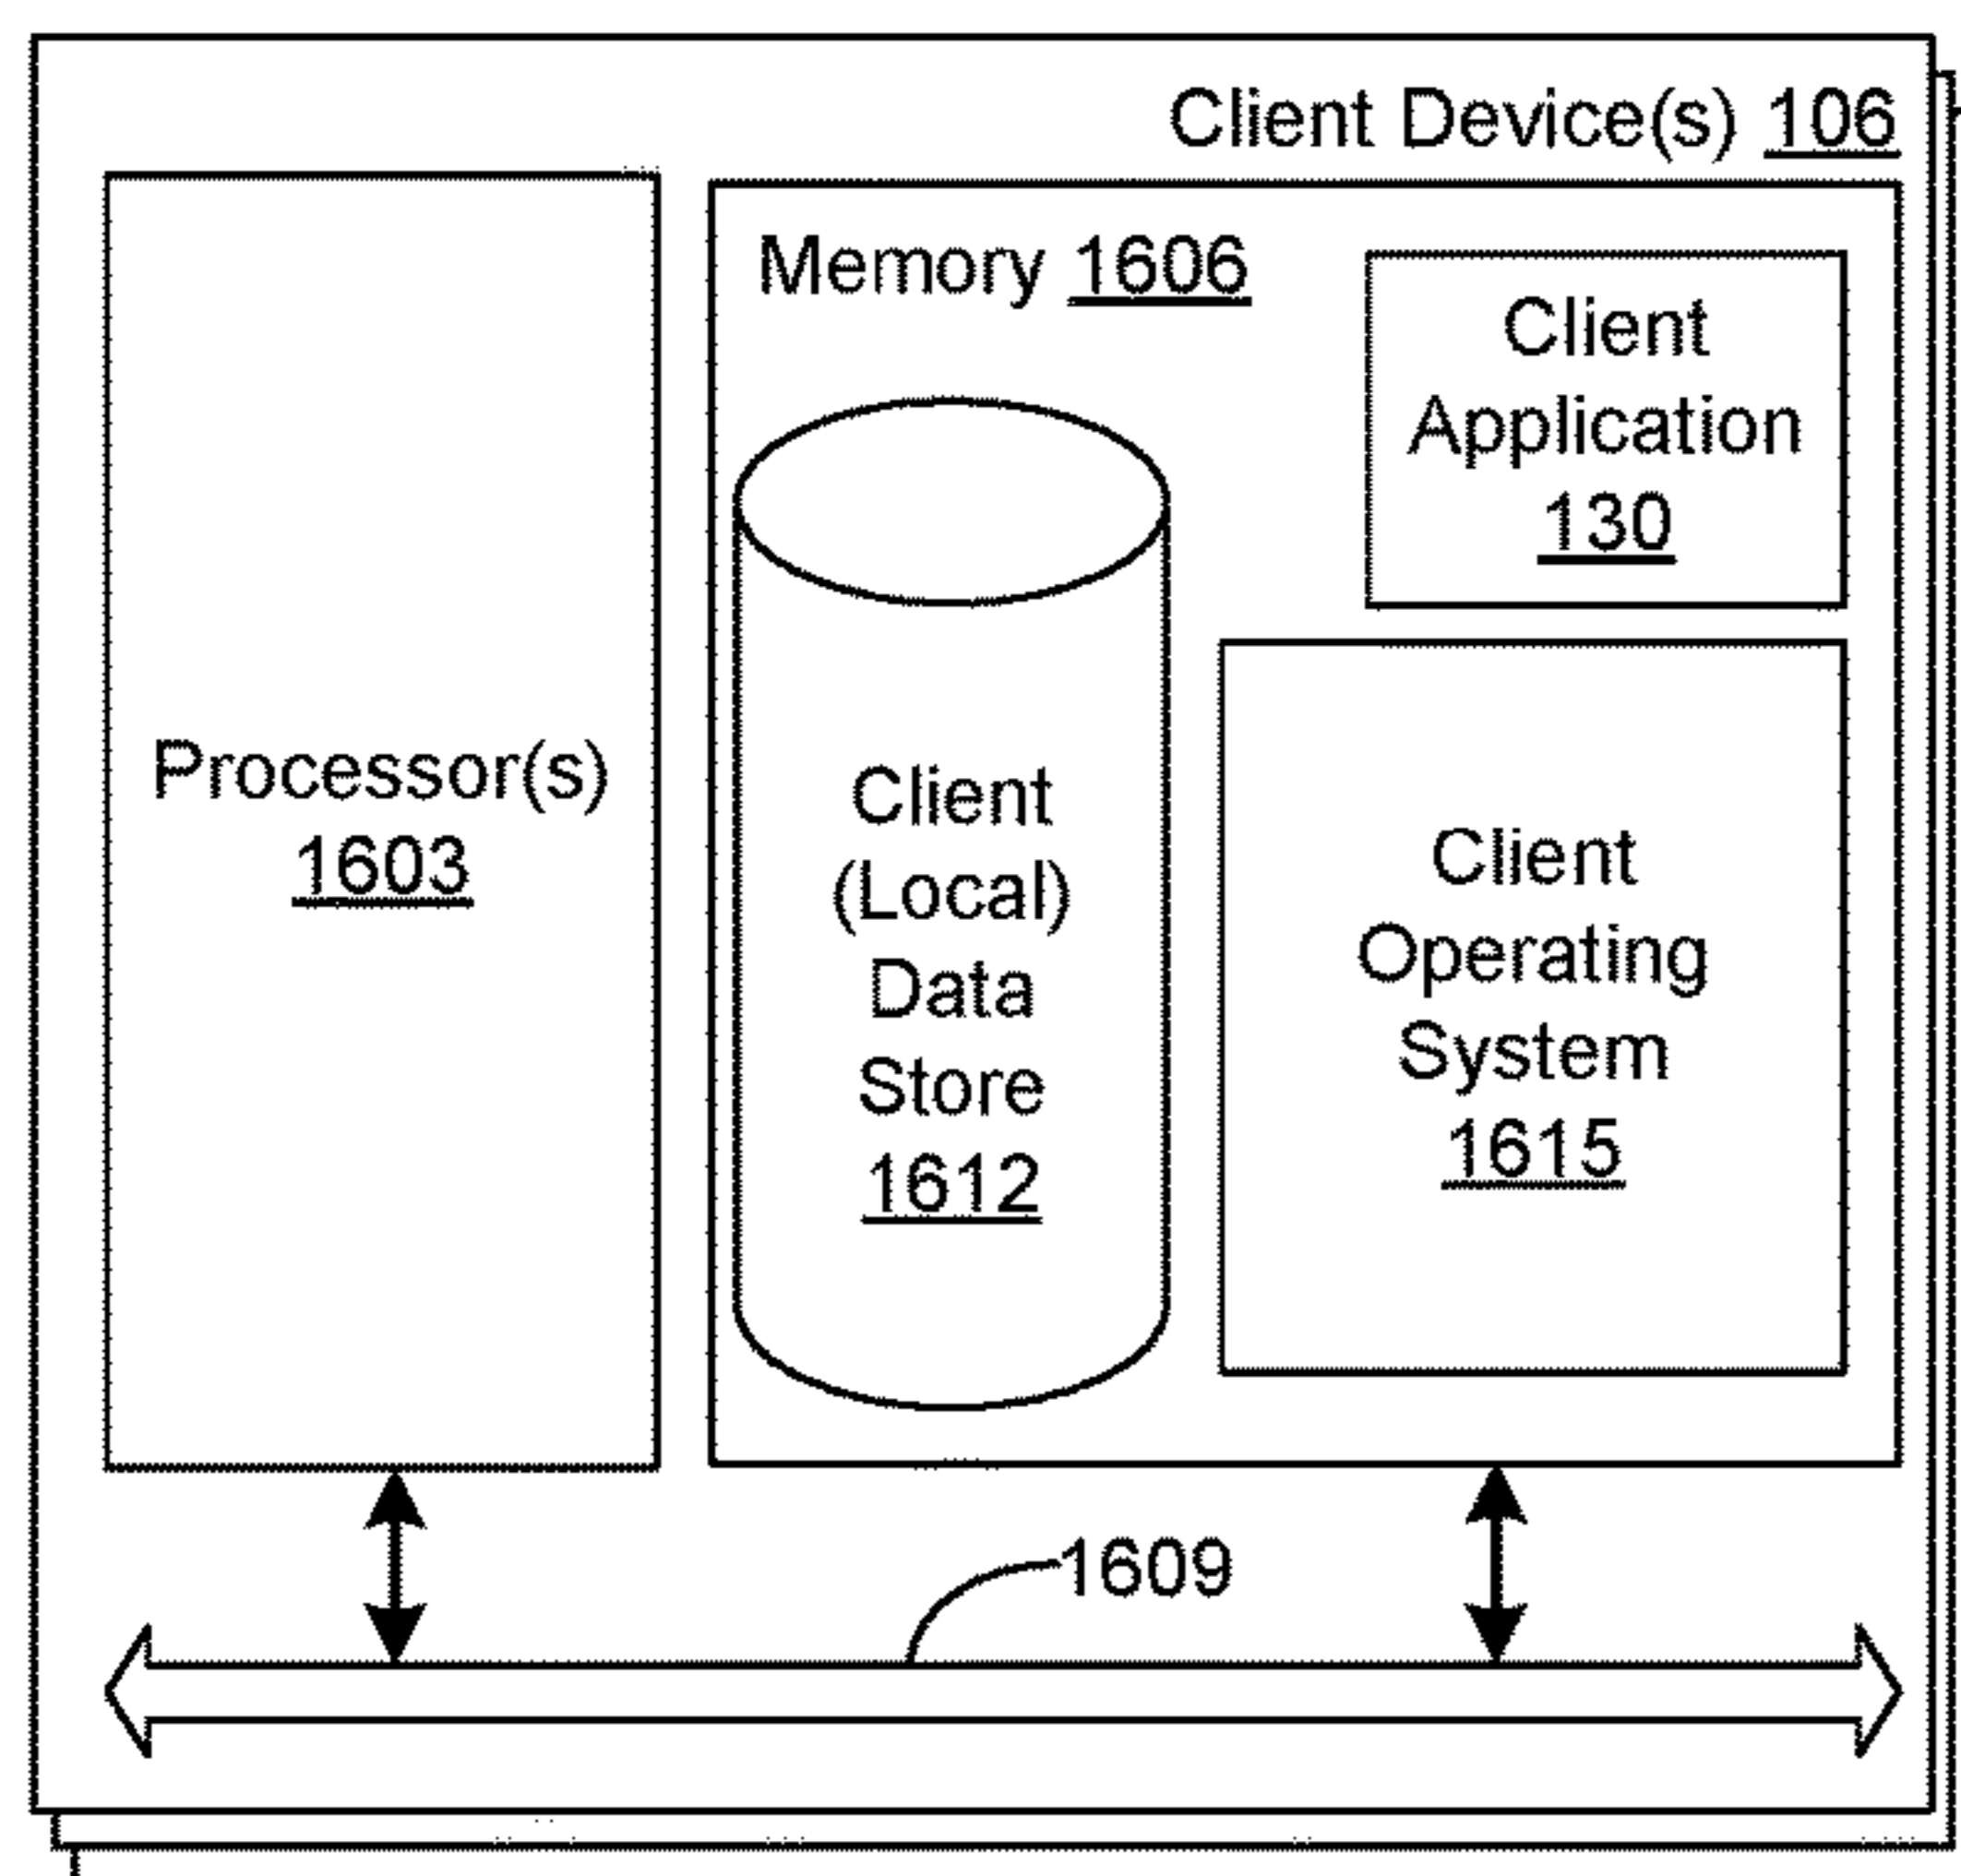 Client Device(s) 106
Processor(s)
1603
Memory 1606
Client
Application
130
Client
(Local)
Data
Store
1612
Client
Operating
System
1615
1609